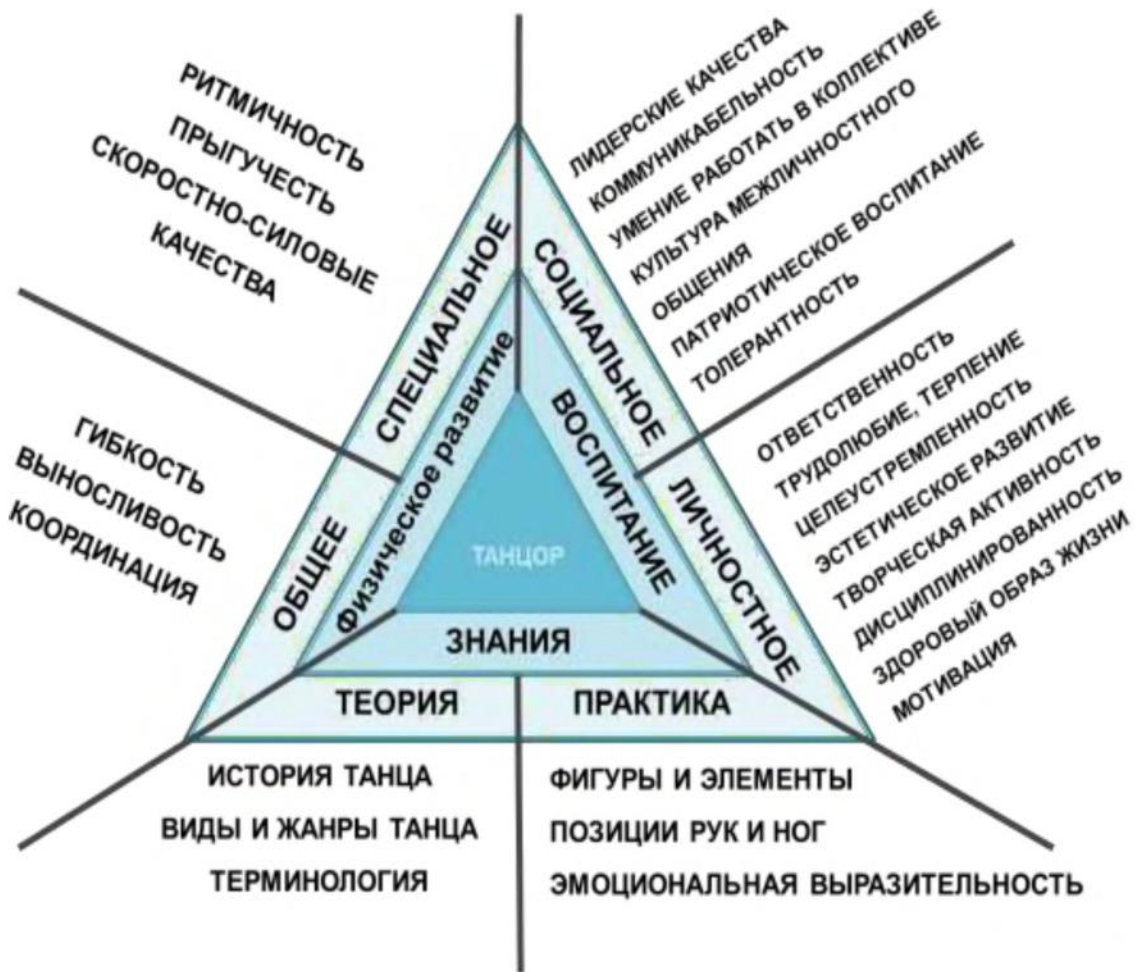 РИТМИЧНОСТЬ
ПРЫГУЧЕСТЬ
СКОРОСТНО-СИЛОВЫЕ
КАЧЕСТВА
ЛИДЕРСКИЕ КАЧЕСТВА
КОММУНИКАБЕЛЬНОСТЬ
УМЕНИЕ РАБОТАТЬ В КОЛЛЕКТИВЕ
КУЛЬТУРА МЕЖЛИЧНОСТНОГО
ОБЩЕНИЯ
ПАТРИОТИЧЕСКОЕ ВОСПИТАНИЕ
ТОЛЕРАНТНОСТЬ
СПЕЦИАЛЬНОЕ
СОЦИАЛЬНОЕ
ГИБКОСТЬ
ВЫНОСЛИВОСТЬ
КООРДИНАЦИЯ
ОБЩЕЕ
Физическое развитие
ВОСПИТАНИЕ
ЛИЧНОСТНОЕ
ОТВЕТСТВЕННОСТЬ
ТРУДОЛЮБИЕ, ТЕРПЕНИЕ
ЦЕЛЕУСТРЕМЛЕННОСТЬ
ЭСТЕТИЧЕСКОЕ РАЗВИТИЕ
ТВОРЧЕСКАЯ АКТИВНОСТЬ
ДИСЦИПЛИНИРОВАННОСТЬ
ЗДОРОВЫЙ ОБРАЗ ЖИЗНИ
МОТИВАЦИЯ
ТАНЦОР
ЗНАНИЯ
ТЕОРИЯ
ПРАКТИКА
ИСТОРИЯ ТАНЦА
ВИДЫ И ЖАНРЫ ТАНЦА
ТЕРМИНОЛОГИЯ
ФИГУРЫ И ЭЛЕМЕНТЫ
ПОЗИЦИИ РУК И НОГ
ЭМОЦИОНАЛЬНАЯ ВЫРАЗИТЕЛЬНОСТЬ